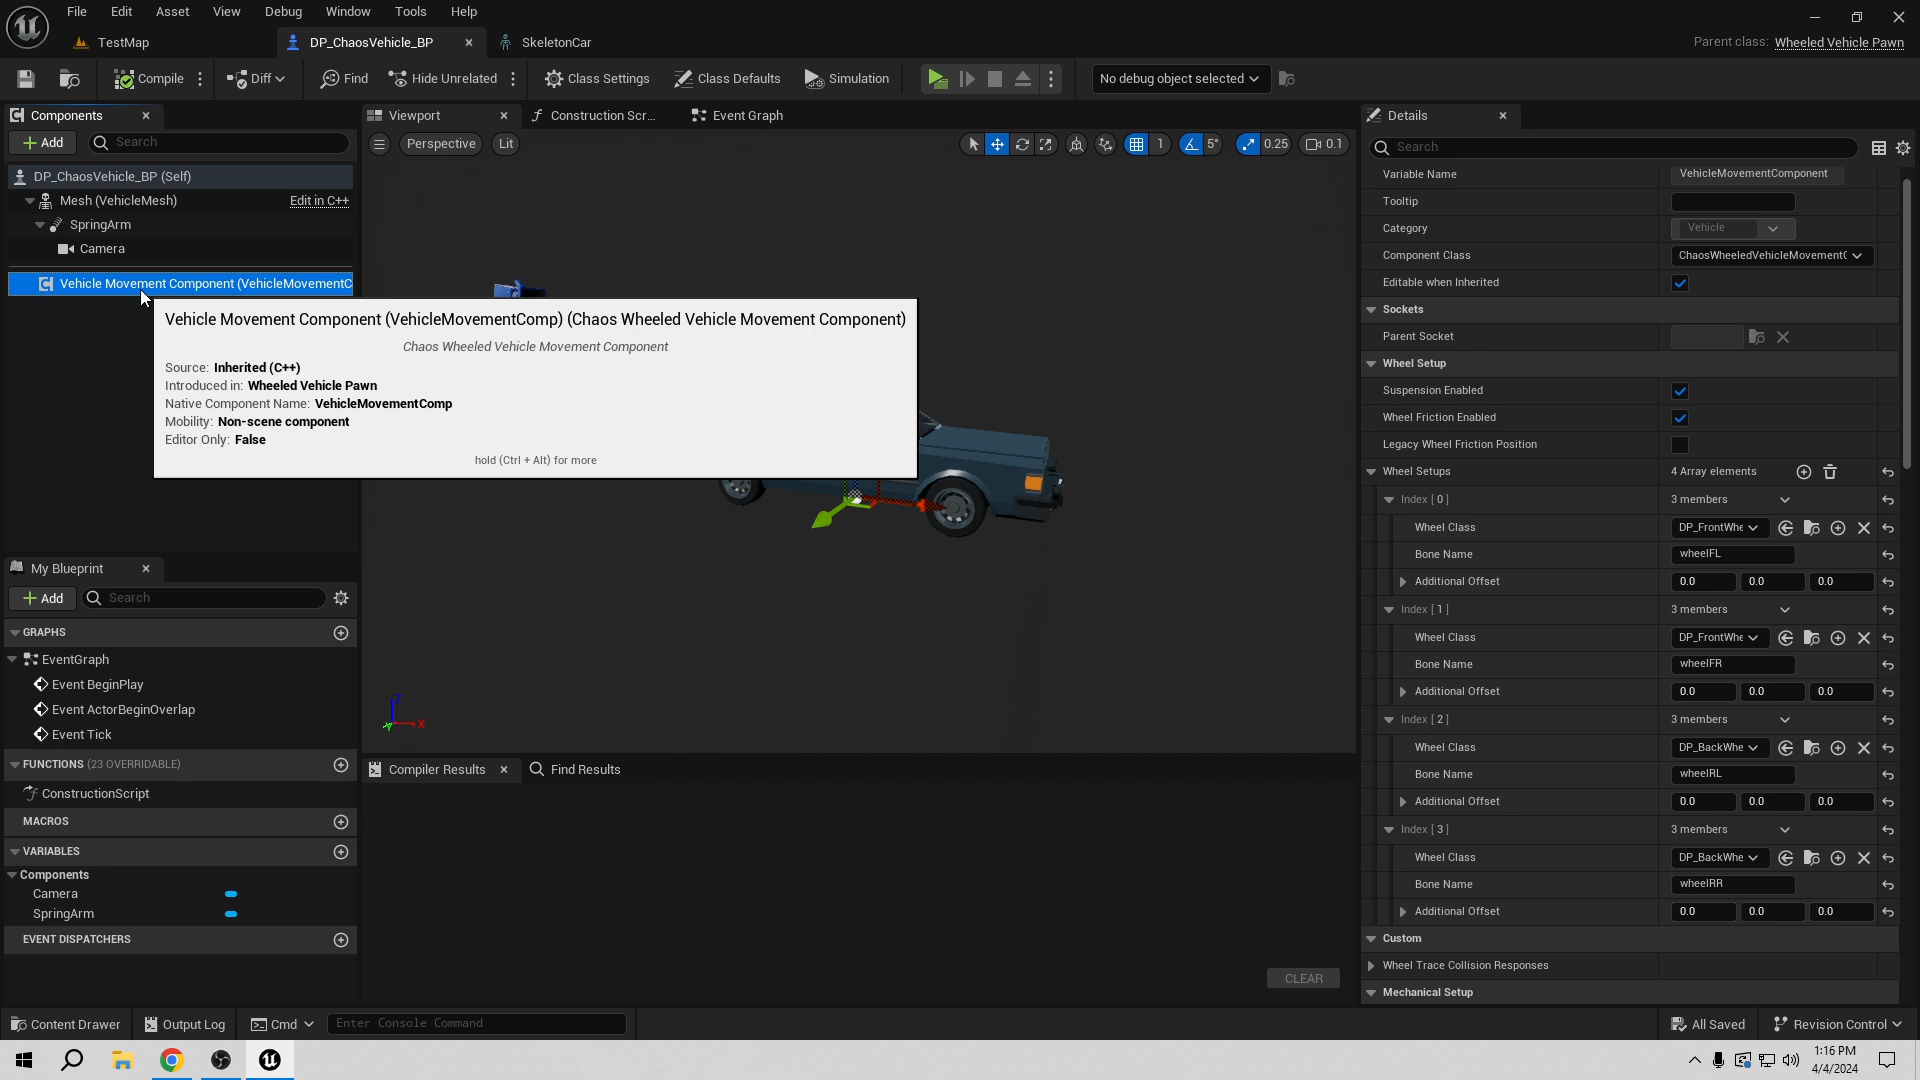 File Edit Asset View Debug Window Tools Help
TestMap DP_ChaosVehicle_BP SkeletonCar
Parent class: Wheeled Vehicle Pawn
Compile Diff Find Hide Unrelated Class Settings Class Defaults Simulation No debug object selected
Components
Add Search
DP_ChaosVehicle_BP (Self)
Mesh (VehicleMesh) Edit in C++
SpringArm
Camera
Vehicle Movement Component (VehicleMovementC
Viewport Construction Scr... Event Graph
Perspective Lit 1 5° 0.25 0.1
Vehicle Movement Component (VehicleMovementComp) (Chaos Wheeled Vehicle Movement Component)
Chaos Wheeled Vehicle Movement Component
Source: Inherited (C++)
Introduced in: Wheeled Vehicle Pawn
Native Component Name: VehicleMovementComp
Mobility: Non-scene component
Editor Only: False
hold (Ctrl + Alt) for more
Z
Y X
My Blueprint
Add Search
GRAPHS
EventGraph
Event BeginPlay
Event ActorBeginOverlap
Event Tick
FUNCTIONS (23 OVERRIDABLE)
ConstructionScript
MACROS
VARIABLES
Components
Camera
SpringArm
EVENT DISPATCHERS
Compiler Results Find Results
CLEAR
Details
Search
Variable Name VehicleMovementComponent
Tooltip
Category Vehicle
Component Class ChaosWheeledVehicleMovementC
Editable when Inherited
Sockets
Parent Socket
Wheel Setup
Suspension Enabled
Wheel Friction Enabled
Legacy Wheel Friction Position
Wheel Setups 4 Array elements
Index [ 0 ] 3 members
Wheel Class DP_FrontWhe
Bone Name wheelFL
Additional Offset 0.0 0.0 0.0
Index [ 1 ] 3 members
Wheel Class DP_FrontWhe
Bone Name wheelFR
Additional Offset 0.0 0.0 0.0
Index [ 2 ] 3 members
Wheel Class DP_BackWhe
Bone Name wheelRL
Additional Offset 0.0 0.0 0.0
Index [ 3 ] 3 members
Wheel Class DP_BackWhe
Bone Name wheelRR
Additional Offset 0.0 0.0 0.0
Custom
Wheel Trace Collision Responses
Mechanical Setup
Content Drawer Output Log Cmd Enter Console Command All Saved Revision Control
1:16 PM
4/4/2024